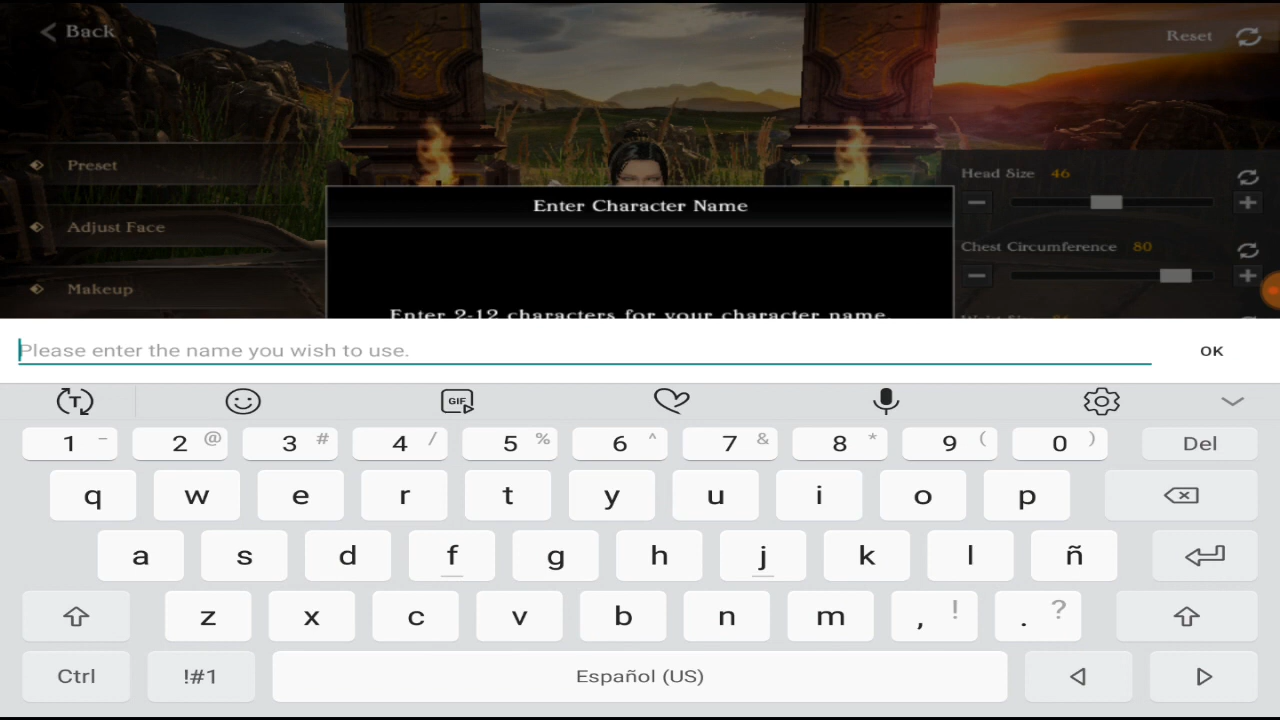 Back
Reset
Preset
Adjust Face
Makeup
Enter Character Name
Enter 2-12 characters for your character name.
Head Size 46
Chest Circumference 80
Please enter the name you wish to use.
OK
T
GIF
1 - 2 @ 3 # 4 / 5 % 6 ^ 7 & 8 * 9 ( 0 ) Del
q w e r t y u i o p
a s d f g h j k l ñ
z x c v b n m , ! . ?
Ctrl !#1 Español (US)